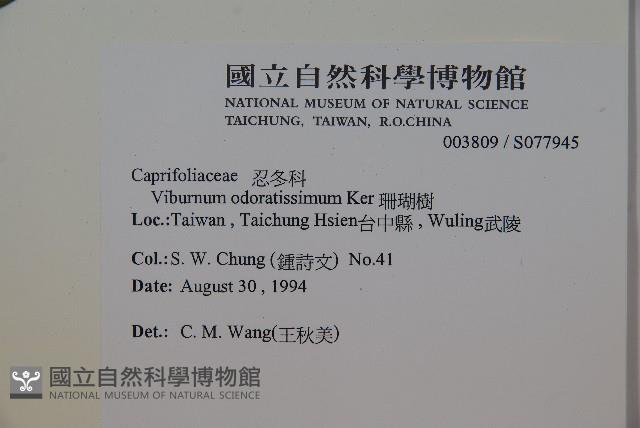 國立自然科學博物館
NATIONAL MUSEUM OF NATURAL SCIENCE
TAICHUNG, TAIWAN, R.O.CHINA
003809 / S077945
Caprifoliaceae 忍冬科
Viburnum odoratissimum Ker 珊瑚樹
Loc.:Taiwan , Taichung Hsien台中縣 , Wuling武陵
Col.: S. W. Chung (鍾詩文) No.41
Date: August 30 , 1994
Det.: C. M. Wang(王秋美)
國立自然科學博物館
NATIONAL MUSEUM OF NATURAL SCIENCE